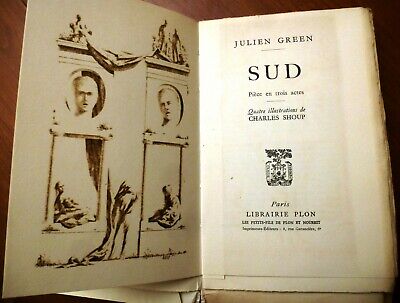 JULIEN GREEN
SUD
Pièce en trois actes
Quatre illustrations de
CHARLES SHOUP
Paris
LIBRAIRIE PLON
LES PETITS-FILS DE PLON ET NOURRIT
Imprimeurs-Éditeurs - 8, rue Garancière, 6e